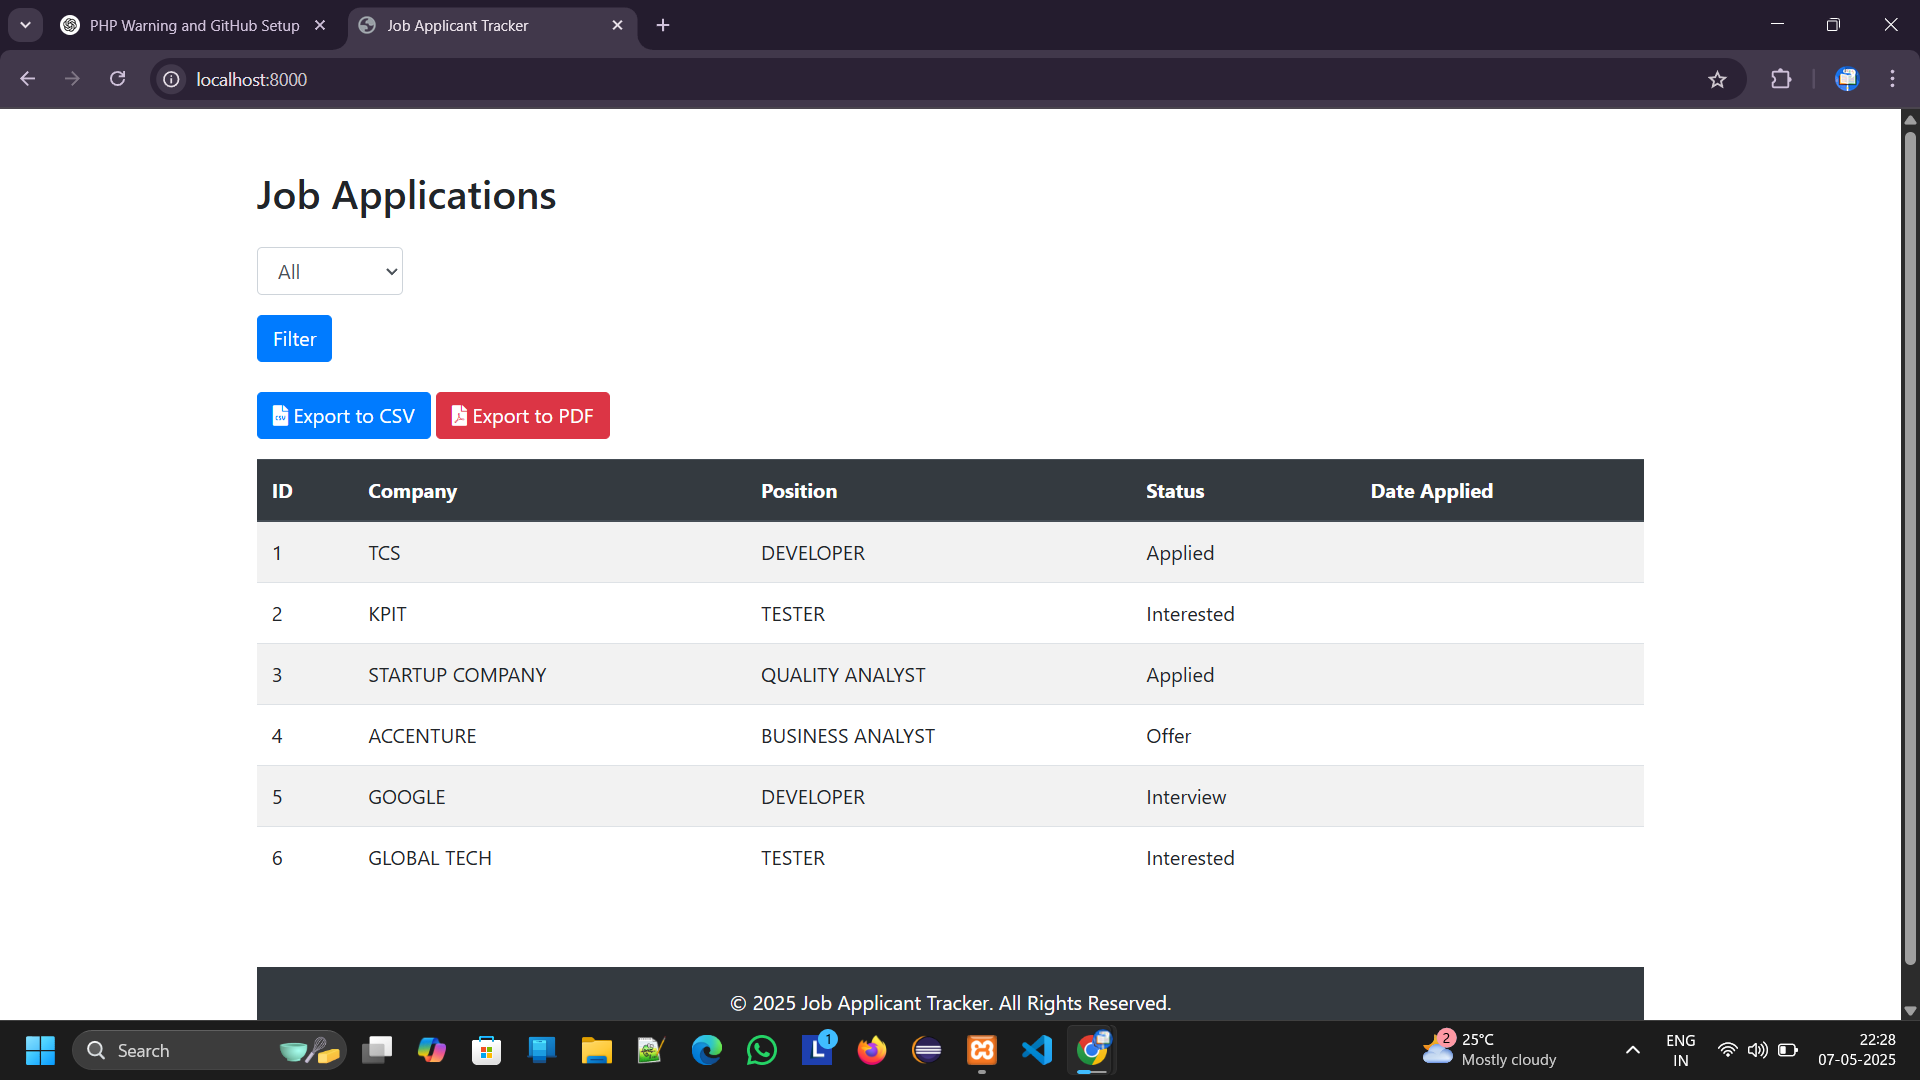 PHP Warning and GitHub Setup
Job Applicant Tracker
localhost:8000
Job Applications
All
Filter
Export to CSV
Export to PDF
ID Company Position Status Date Applied
1 TCS DEVELOPER Applied
2 KPIT TESTER Interested
3 STARTUP COMPANY QUALITY ANALYST Applied
4 ACCENTURE BUSINESS ANALYST Offer
5 GOOGLE DEVELOPER Interview
6 GLOBAL TECH TESTER Interested
© 2025 Job Applicant Tracker. All Rights Reserved.
Search
L
1
2
25°C
Mostly cloudy
ENG
IN
22:28
07-05-2025